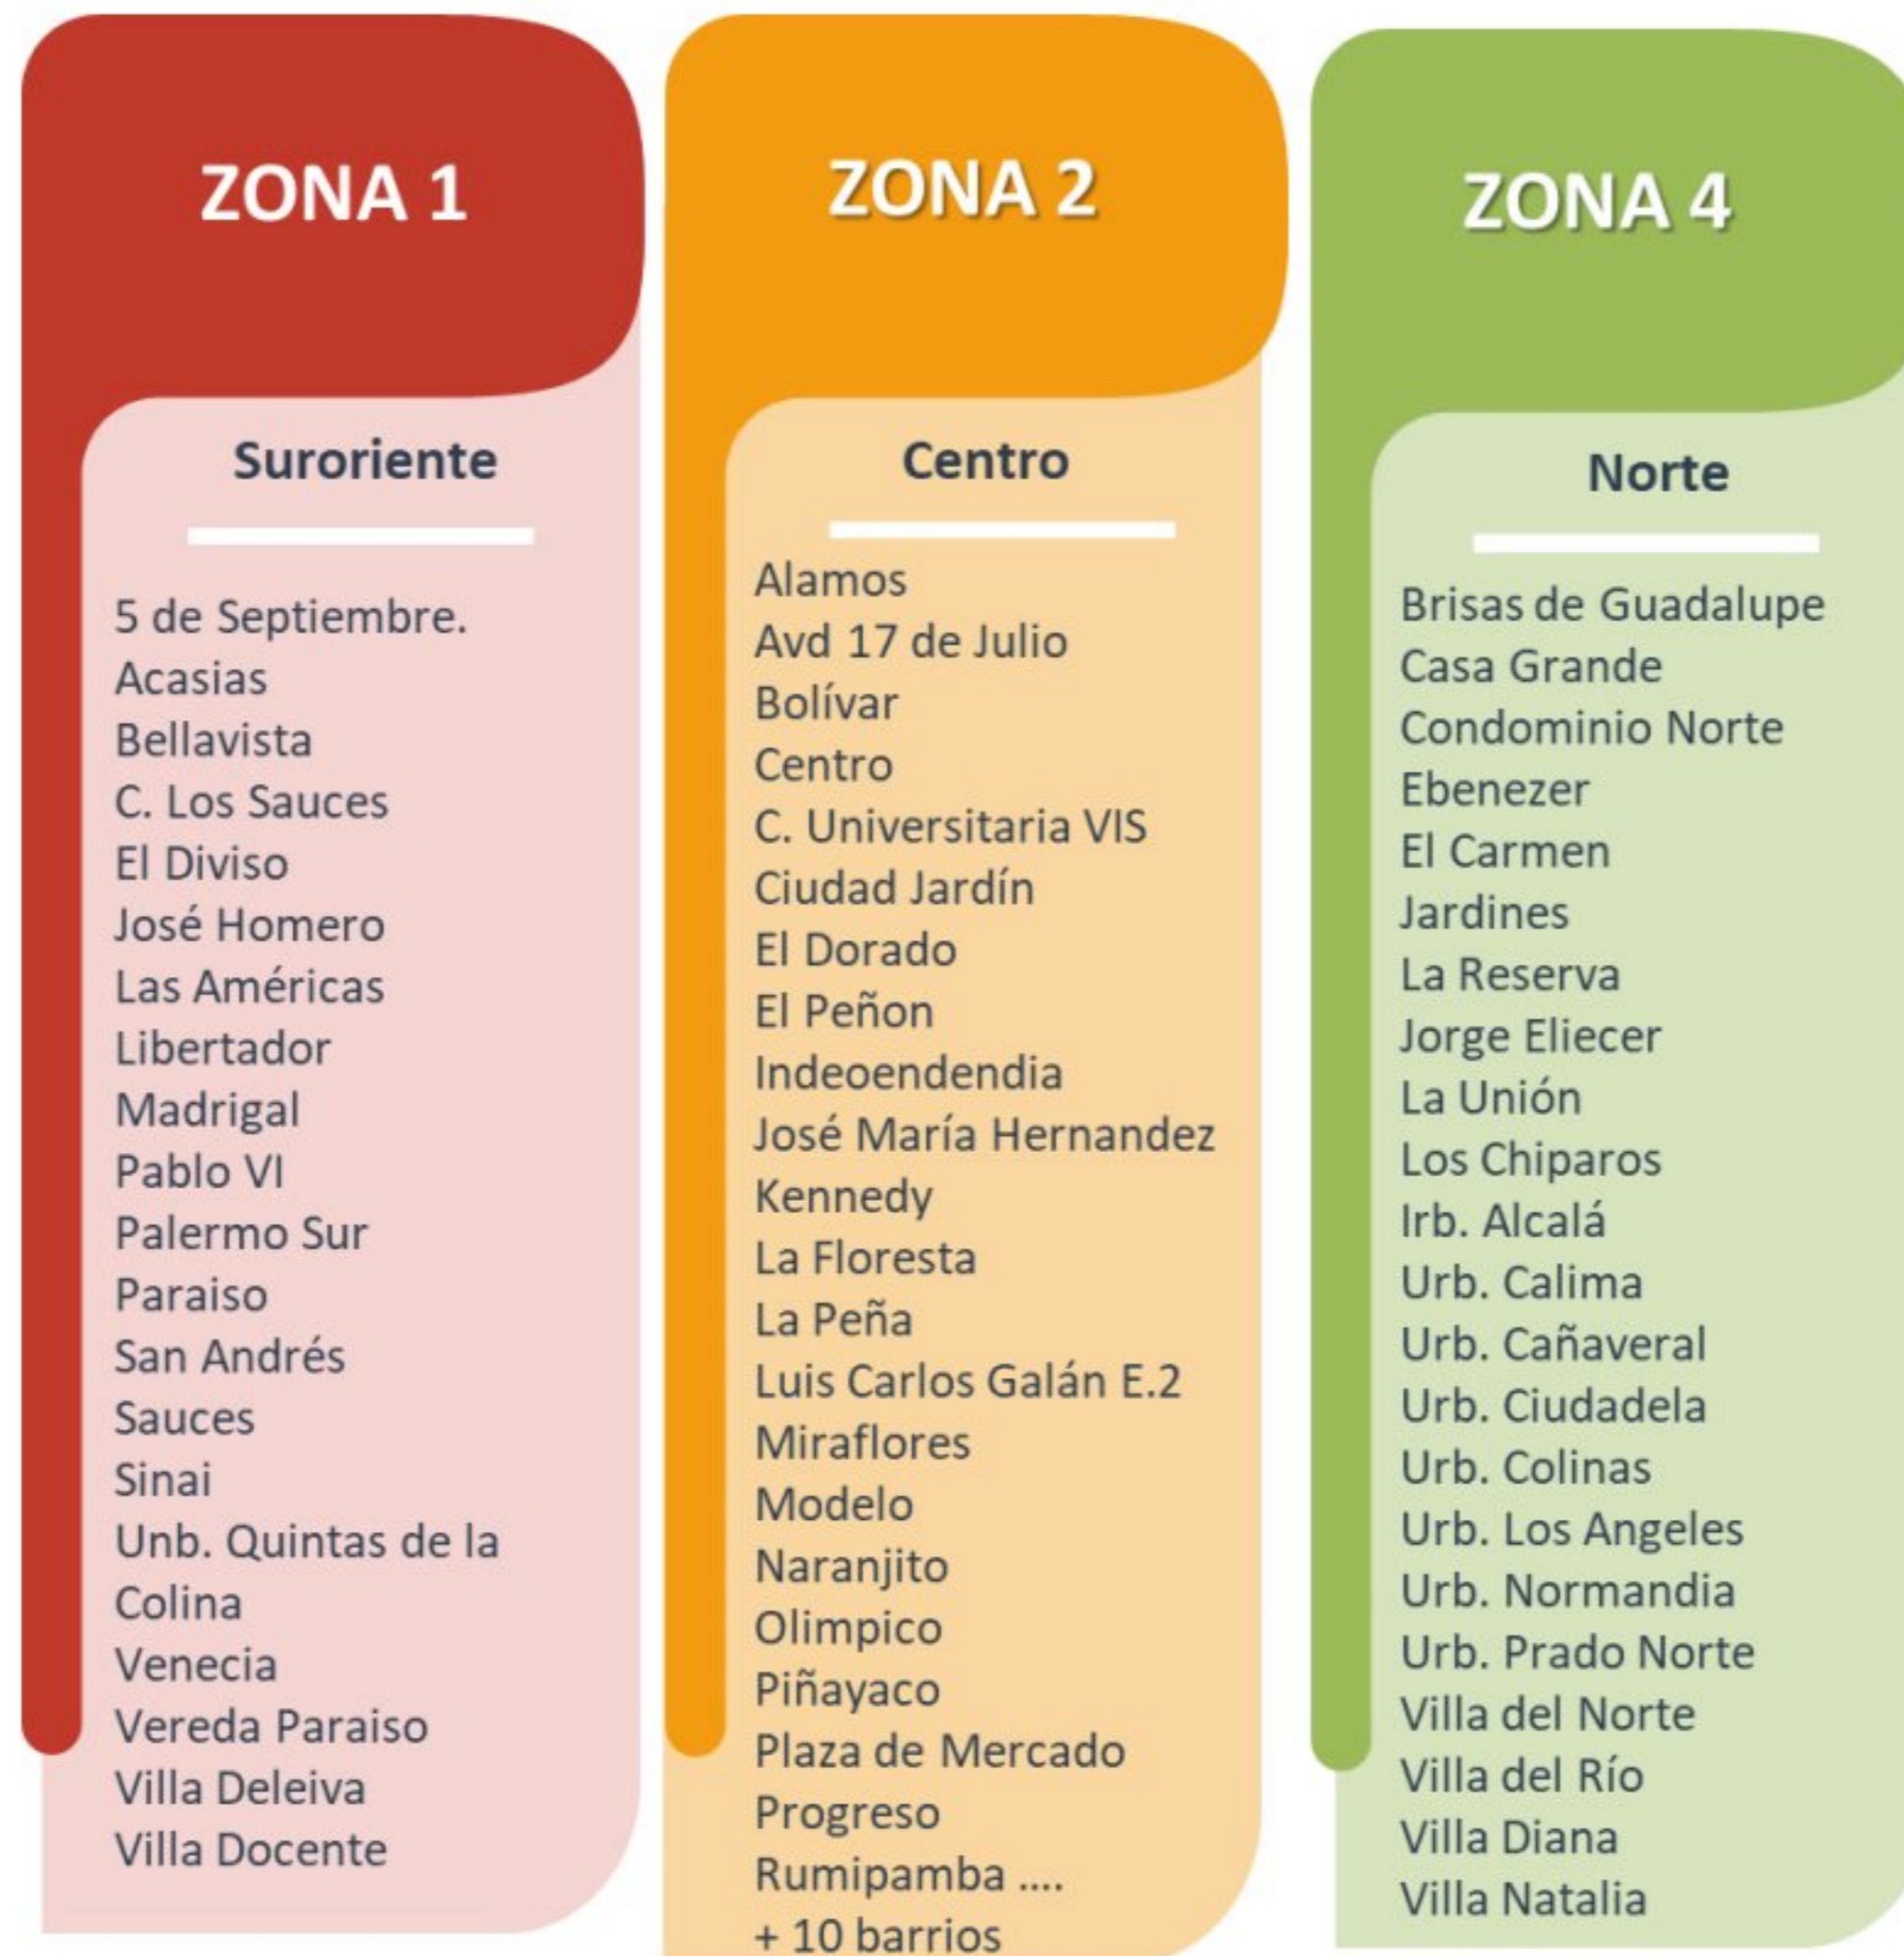 ZONA 1
Suroriente
5 de Septiembre.
Acasias
Bellavista
C. Los Sauces
El Diviso
José Homero
Las Américas
Libertador
Madrigal
Pablo VI
Palermo Sur
Paraiso
San Andrés
Sauces
Sinai
Unb. Quintas de la
Colina
Venecia
Vereda Paraiso
Villa Deleiva
Villa Docente
ZONA 2
Centro
Alamos
Avd 17 de Julio
Bolívar
Centro
C. Universitaria VIS
Ciudad Jardín
El Dorado
El Peñon
Indeoendendia
José María Hernandez
Kennedy
La Floresta
La Peña
Luis Carlos Galán E.2
Miraflores
Modelo
Naranjito
Olimpico
Piñayaco
Plaza de Mercado
Progreso
Rumipamba ....
+ 10 barrios
ZONA 4
Norte
Brisas de Guadalupe
Casa Grande
Condominio Norte
Ebenezer
El Carmen
Jardines
La Reserva
Jorge Eliecer
La Unión
Los Chiparos
Irb. Alcalá
Urb. Calima
Urb. Cañaveral
Urb. Ciudadela
Urb. Colinas
Urb. Los Angeles
Urb. Normandia
Urb. Prado Norte
Villa del Norte
Villa del Río
Villa Diana
Villa Natalia